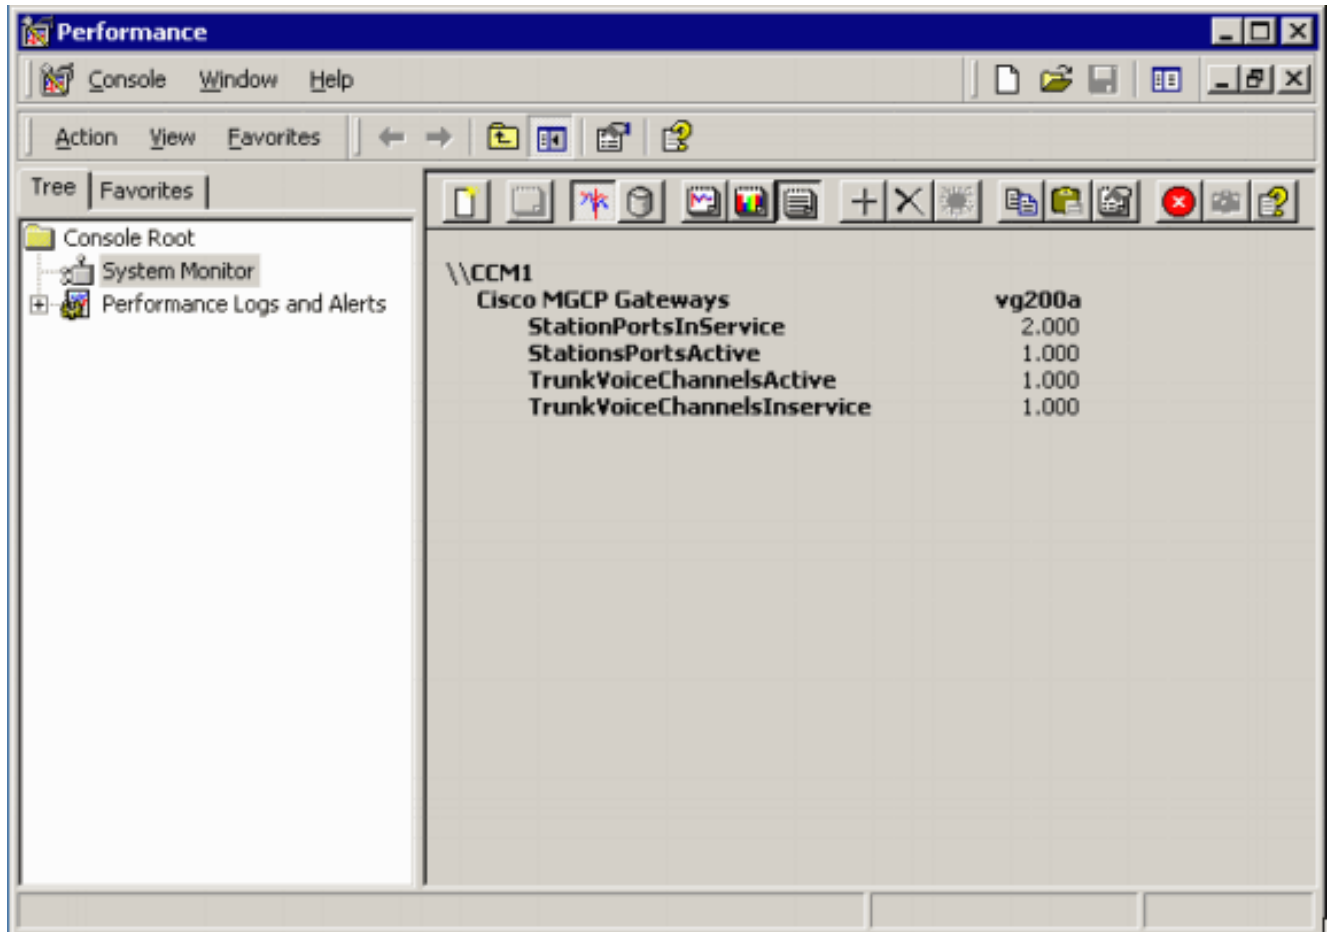 Performance
Console Window Help
Action View Favorites
Tree Favorites
Console Root
System Monitor
Performance Logs and Alerts
\\CCM1
Cisco MGCP Gateways vg200a
StationPortsInService 2.000
StationsPortsActive 1.000
TrunkVoiceChannelsActive 1.000
TrunkVoiceChannelsInservice 1.000